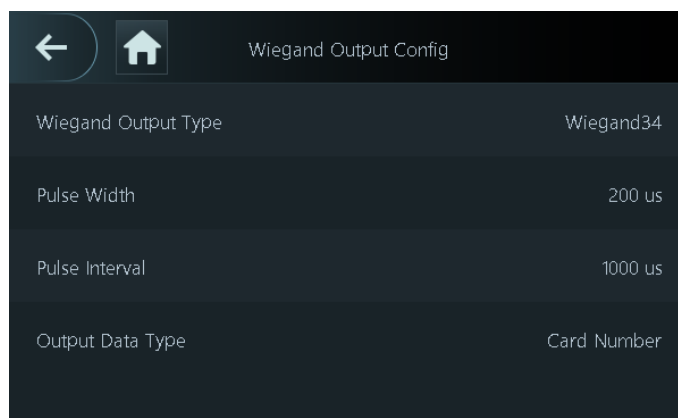 Wiegand Output Config
Wiegand Output Type Wiegand34
Pulse Width 200 us
Pulse Interval 1000 us
Output Data Type Card Number